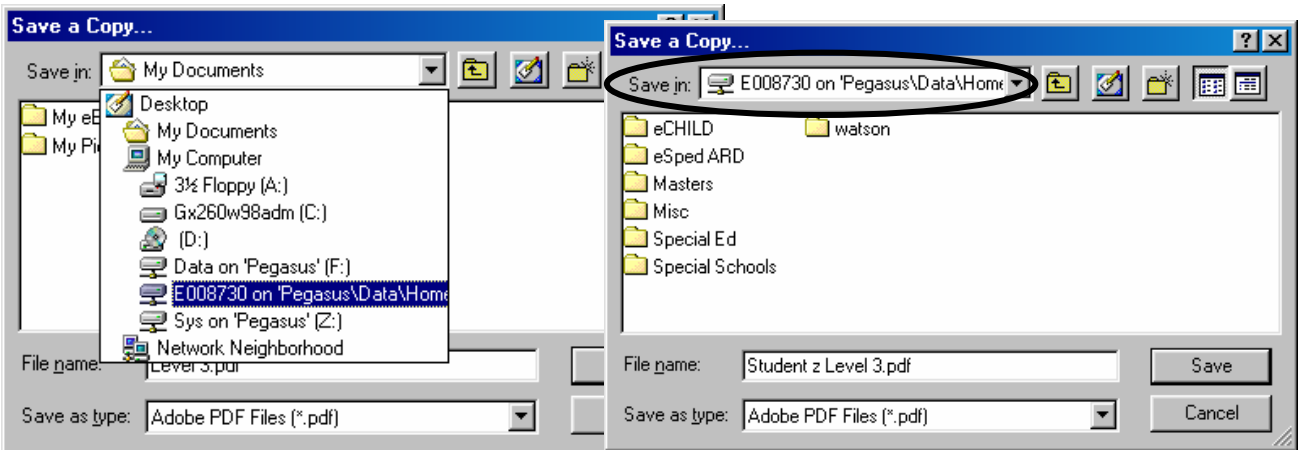 Save a Copy...
Save in: My Documents
Desktop
My Documents
My Computer
3½ Floppy (A:)
Gx260w98adm (C:)
(D:)
Data on 'Pegasus' (F:)
E008730 on 'Pegasus\Data\Home
Sys on 'Pegasus' (Z:)
Network Neighborhood
My
My
File name: Level 3.pdf
Save as type: Adobe PDF Files (*.pdf)
Save a Copy...
Save in: E008730 on 'Pegasus\Data\Home
eCHILD
eSped ARD
Masters
Misc
Special Ed
Special Schools
watson
File name: Student z Level 3.pdf
Save
Save as type: Adobe PDF Files (*.pdf)
Cancel